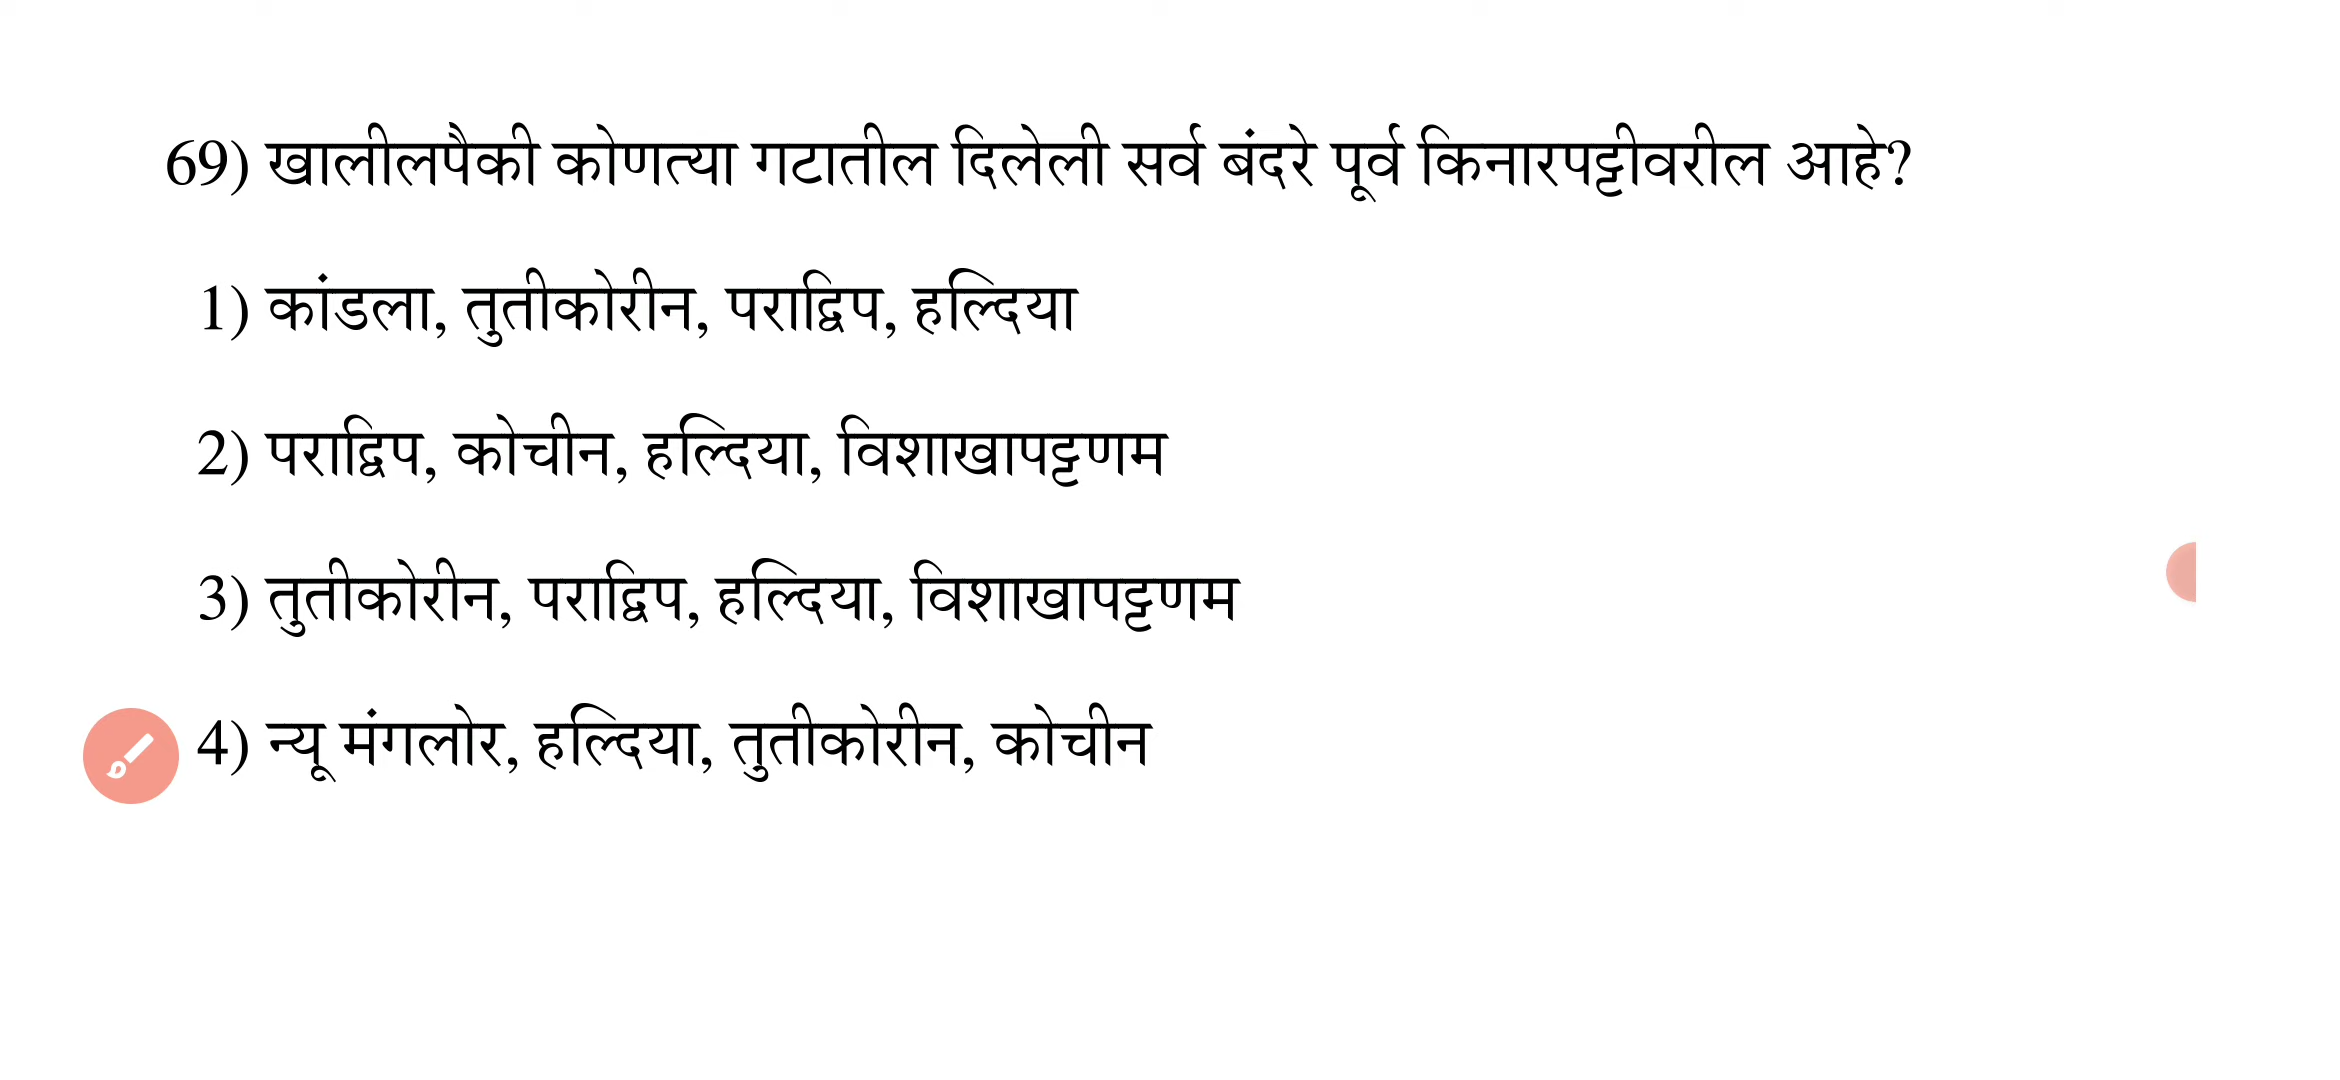 69) खालीलपैकी कोणत्या गटातील दिलेली सर्व बंदरे पूर्व किनारपट्टीवरील आहे?
1) कांडला, तुतीकोरीन, पराद्विप, हल्दिया
2) पराद्विप, कोचीन, हल्दिया, विशाखापट्टणम
3) तुतीकोरीन, पराद्विप, हल्दिया, विशाखापट्टणम
4) न्यू मंगलोर, हल्दिया, तुतीकोरीन, कोचीन